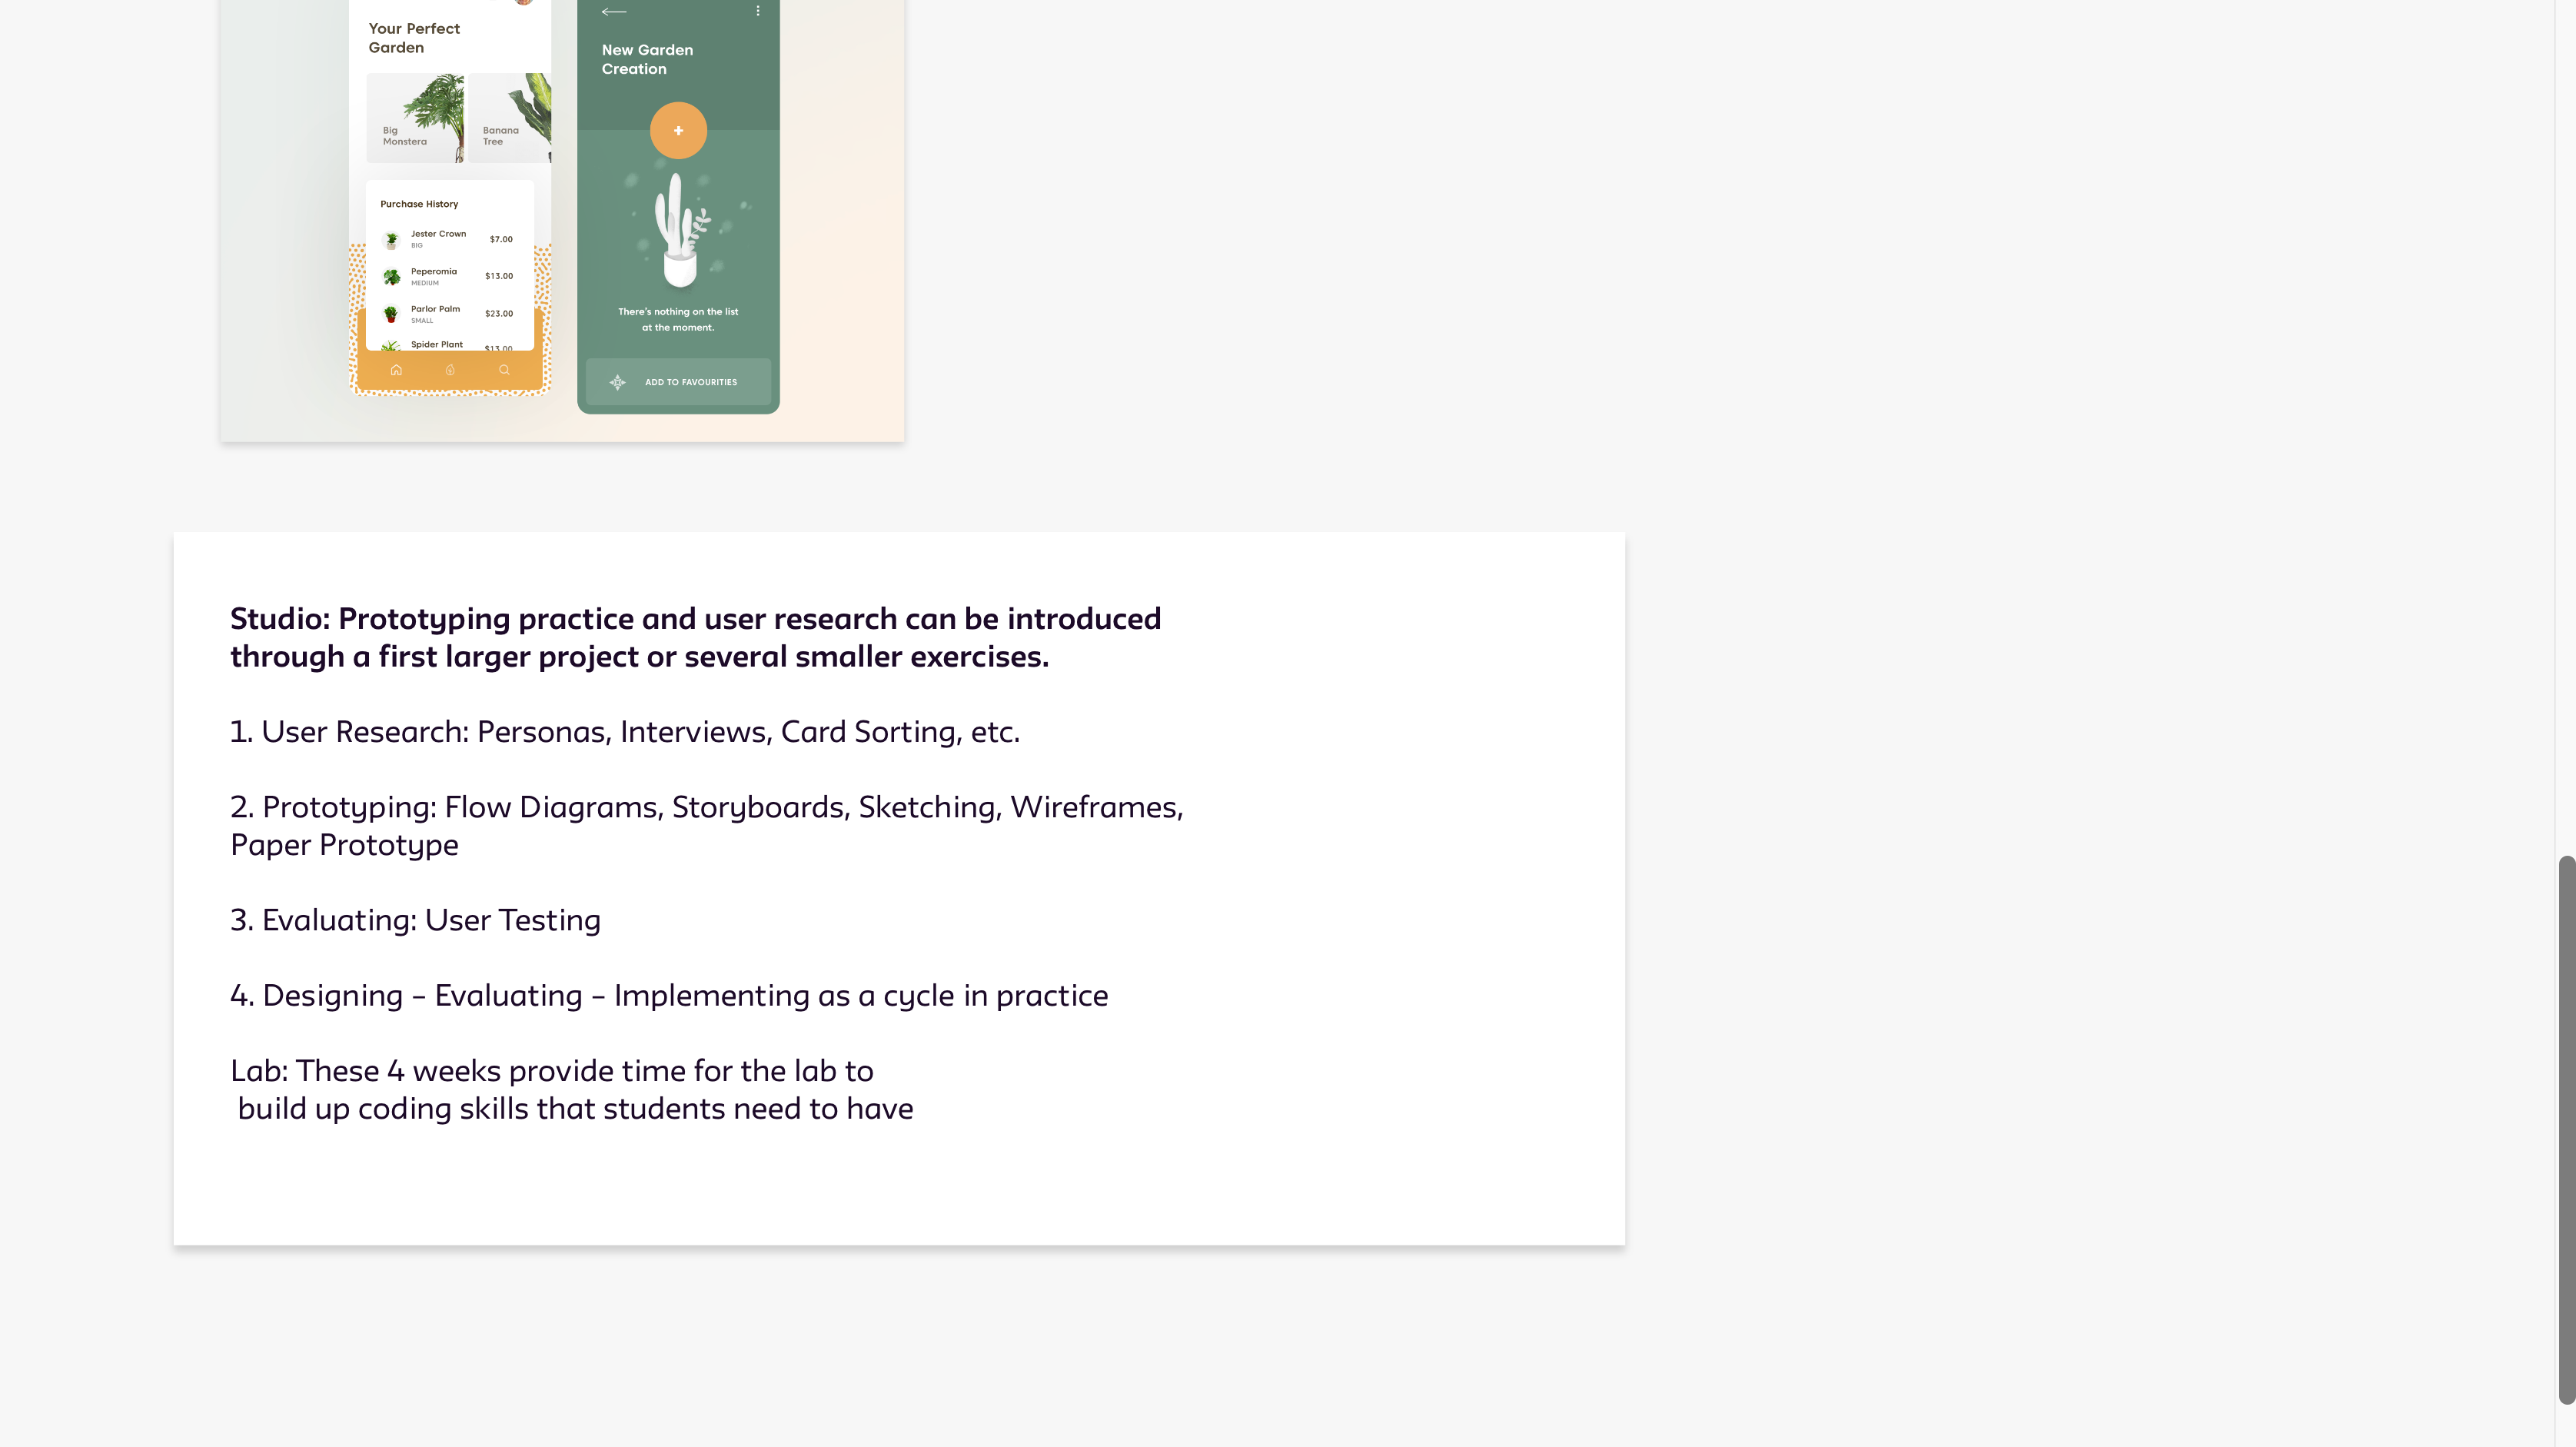 Your Perfect
Garden
Big
Monstera
Banana
Tree
Purchase History
Jester Crown
$7.00
BIG
Peperomia
$13.00
MEDIUM
Parlor Palm
$23.00
SMALL
Spider Plant
$13.00
New Garden
Creation
+
There's nothing on the list
at the moment.
ADD TO FAVOURITIES
Studio: Prototyping practice and user research can be introduced
through a first larger project or several smaller exercises.
1. User Research: Personas, Interviews, Card Sorting, etc.
2. Prototyping: Flow Diagrams, Storyboards, Sketching, Wireframes,
Paper Prototype
3. Evaluating: User Testing
4. Designing – Evaluating – Implementing as a cycle in practice
Lab: These 4 weeks provide time for the lab to
build up coding skills that students need to have